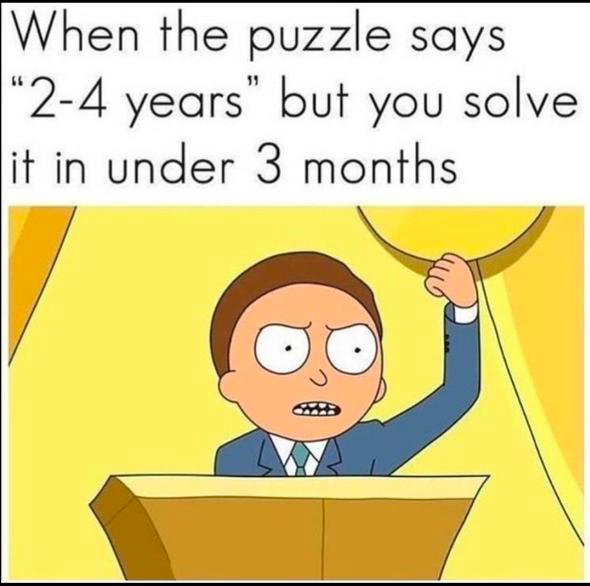 When the puzzle says
“2-4 years” but you solve
it in under 3 months